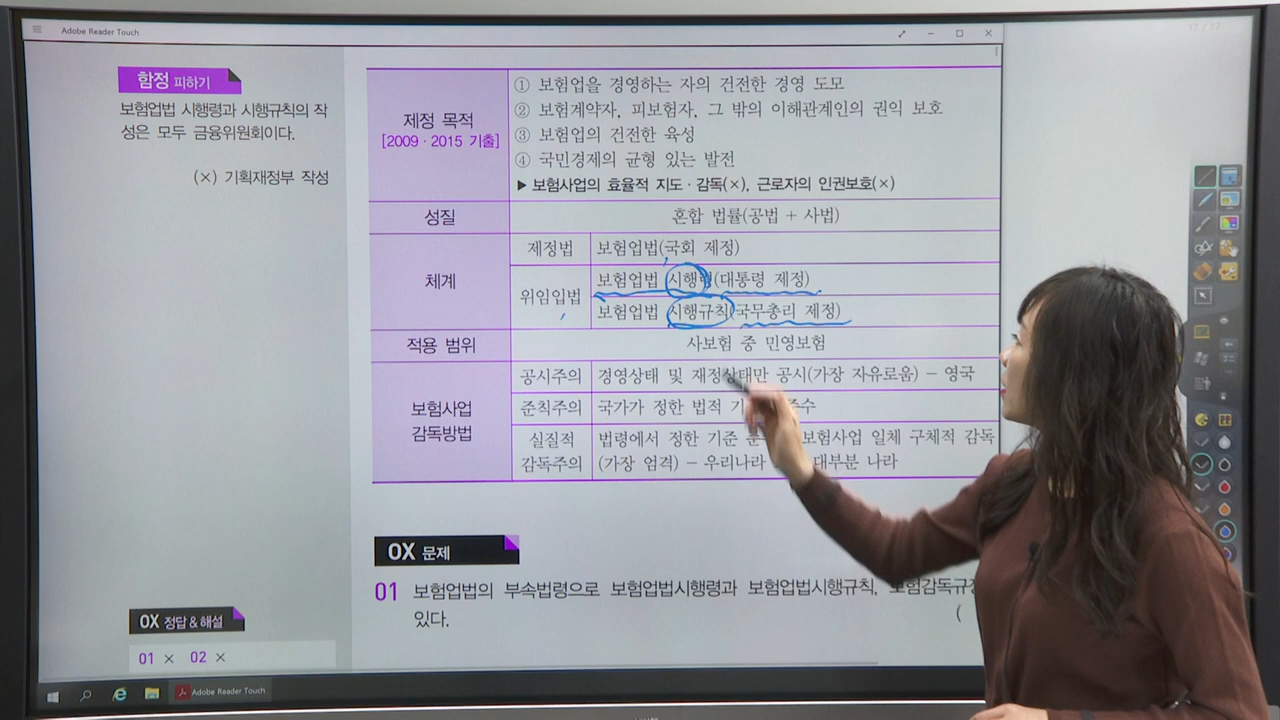 Adobe Reader Touch
함정 피하기
보험업법 시행령과 시행규칙의 작
성은 모두 금융위원회이다.
(×) 기획재정부 작성
제정 목적
[2009·2015 기출]
① 보험업을 경영하는 자의 건전한 경영 도모
② 보험계약자, 피보험자, 그 밖의 이해관계인의 권익 보호
③ 보험업의 건전한 육성
④ 국민경제의 균형 있는 발전
▶ 보험사업의 효율적 지도·감독(×), 근로자의 인권보호(×)
성질
혼합 법률(공법 + 사법)
체계
제정법
보험업법(국회 제정)
위임입법
보험업법 시행령(대통령 제정)
보험업법 시행규칙(국무총리 제정)
적용 범위
사보험 중 민영보험
보험사업
감독방법
공시주의
경영상태 및 재정상태만 공시(가장 자유로움) – 영국
준칙주의
국가가 정한 법적 준수
실질적
감독주의
법령에서 정한 기준 보험사업 일체 구체적 감독
(가장 엄격) – 우리나라 대부분 나라
OX 문제
01 보험업법의 부속법령으로 보험업법시행령과 보험업법시행규칙, 보험감독규정
있다. (
OX 정답 & 해설
01 × 02 ×
Adobe Reader Touch